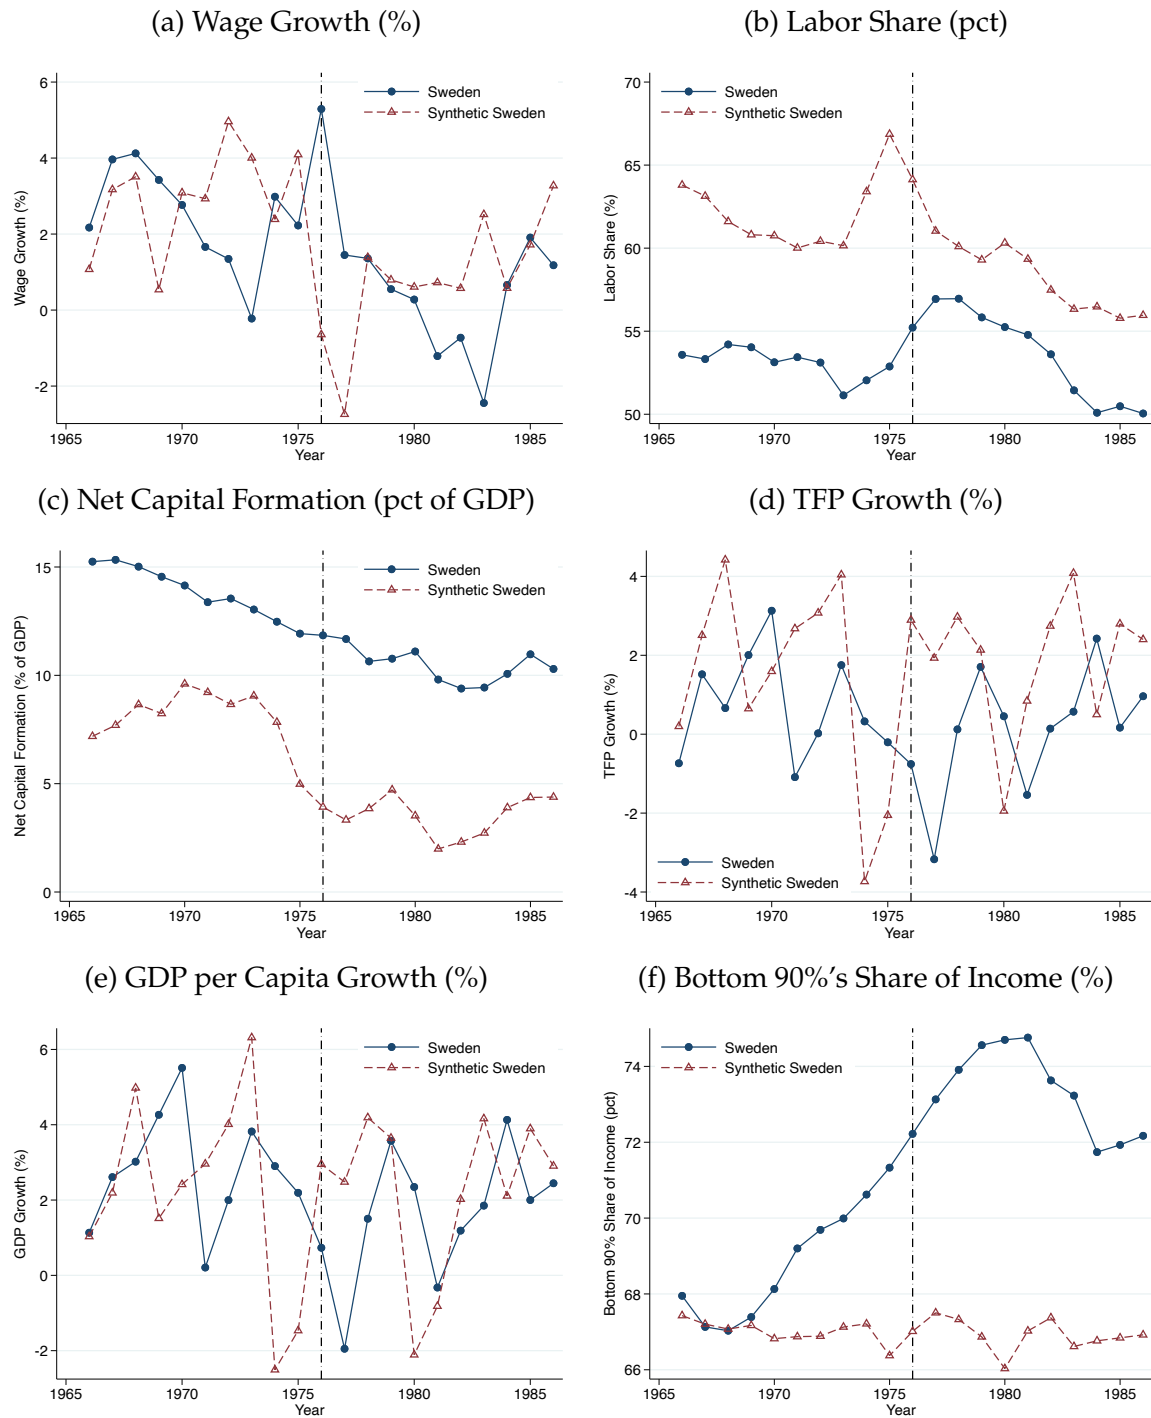 (a) Wage Growth (%)
6
4
2
0
-2
Wage Growth (%)
Sweden
Synthetic Sweden
1965 1970 1975 1980 1985
Year
(b) Labor Share (pct)
70
65
60
55
50
Labor Share (%)
Sweden
Synthetic Sweden
1965 1970 1975 1980 1985
Year
(c) Net Capital Formation (pct of GDP)
15
10
5
0
Net Capital Formation (% of GDP)
Sweden
Synthetic Sweden
1965 1970 1975 1980 1985
Year
(d) TFP Growth (%)
4
2
0
-2
-4
TFP Growth (%)
Sweden
Synthetic Sweden
1965 1970 1975 1980 1985
Year
(e) GDP per Capita Growth (%)
6
4
2
0
-2
GDP Growth (%)
Sweden
Synthetic Sweden
1965 1970 1975 1980 1985
Year
(f) Bottom 90%'s Share of Income (%)
74
72
70
68
66
Bottom 90% Share of Income (pct)
Sweden
Synthetic Sweden
1965 1970 1975 1980 1985
Year